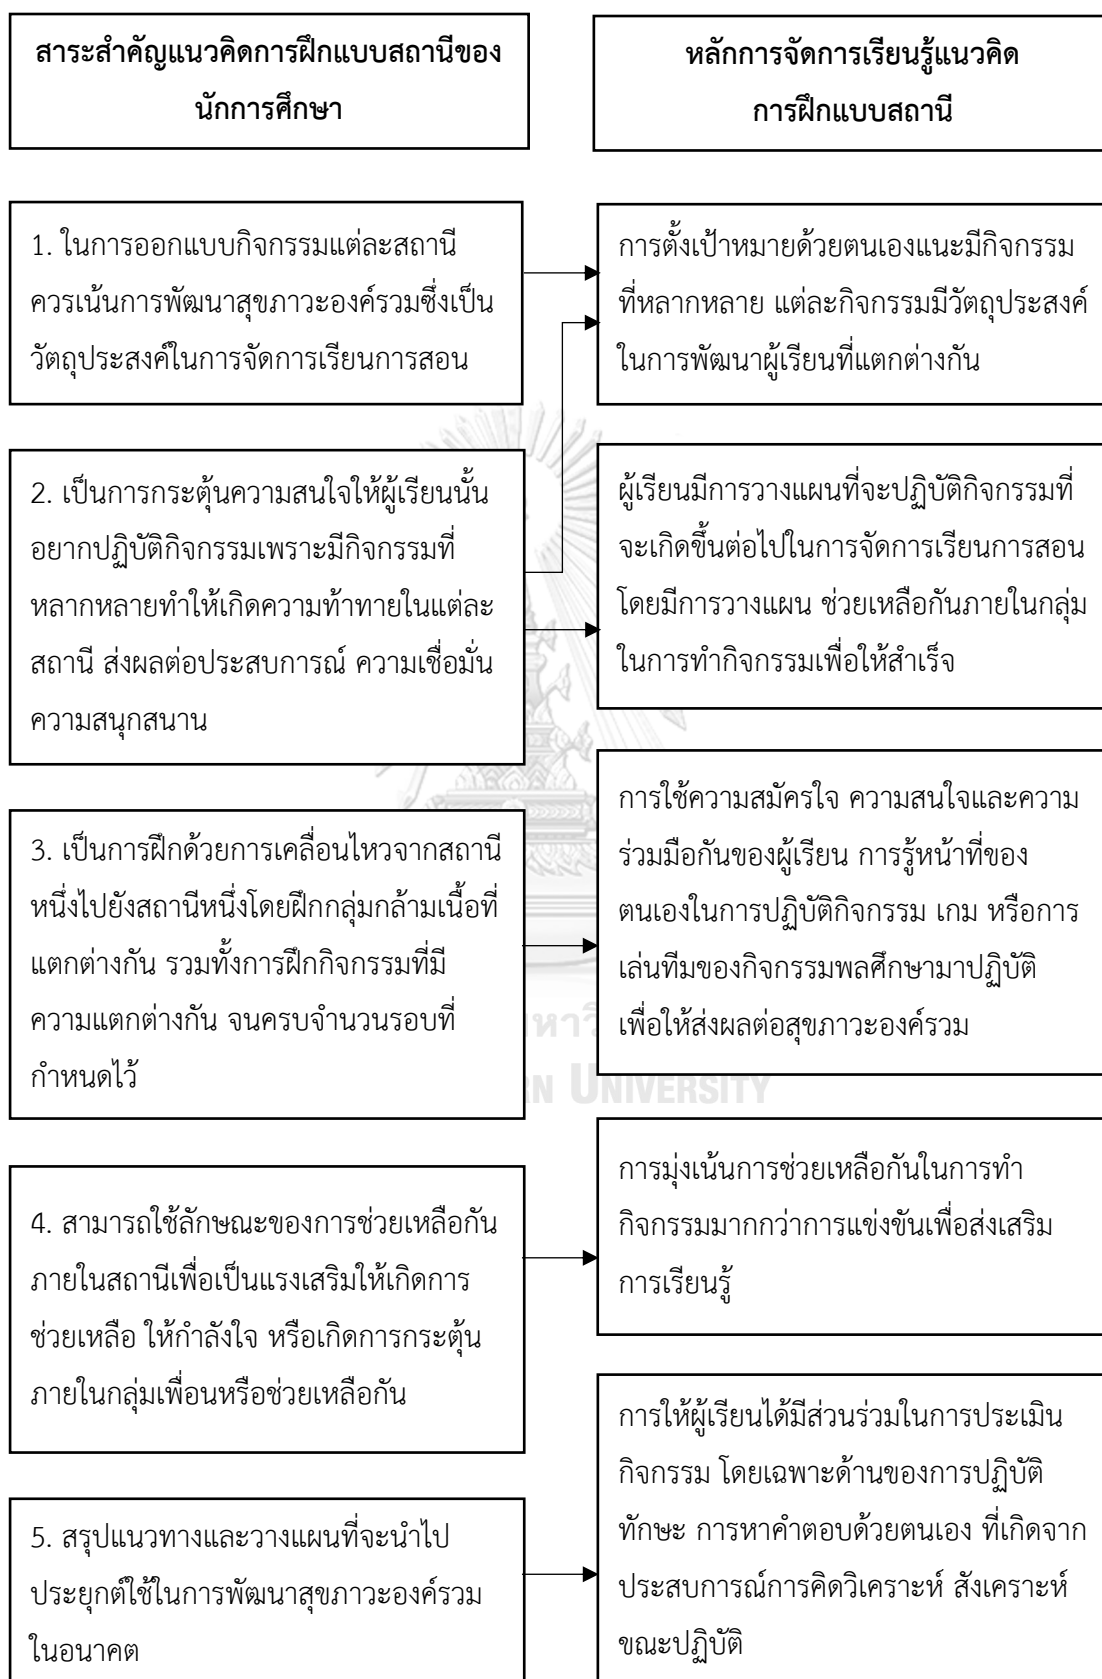 สาระสำคัญแนวคิดการฝึกแบบสถานีของ
นักการศึกษา
หลักการจัดการเรียนรู้แนวคิด
การฝึกแบบสถานี
1. ในการออกแบบกิจกรรมแต่ละสถานี
ควรเน้นการพัฒนาสุขภาวะองค์รวมซึ่งเป็น
วัตถุประสงค์ในการจัดการเรียนการสอน
การตั้งเป้าหมายด้วยตนเองแนะมีกิจกรรม
ที่หลากหลาย แต่ละกิจกรรมมีวัตถุประสงค์
ในการพัฒนาผู้เรียนที่แตกต่างกัน
2. เป็นการกระตุ้นความสนใจให้ผู้เรียนนั้น
อยากปฏิบัติกิจกรรมเพราะมีกิจกรรมที่
หลากหลายทำให้เกิดความท้าทายในแต่ละ
สถานี ส่งผลต่อประสบการณ์ ความเชื่อมั่น
ความสนุกสนาน
ผู้เรียนมีการวางแผนที่จะปฏิบัติกิจกรรมที่
จะเกิดขึ้นต่อไปในการจัดการเรียนการสอน
โดยมีการวางแผน ช่วยเหลือกันภายในกลุ่ม
ในการทำกิจกรรมเพื่อให้สำเร็จ
3. เป็นการฝึกด้วยการเคลื่อนไหวจากสถานี
หนึ่งไปยังสถานีหนึ่งโดยฝึกกลุ่มกล้ามเนื้อที่
แตกต่างกัน รวมทั้งการฝึกกิจกรรมที่มี
ความแตกต่างกัน จนครบจำนวนรอบที่
กำหนดไว้
การใช้ความสมัครใจ ความสนใจและความ
ร่วมมือกันของผู้เรียน การรู้หน้าที่ของ
ตนเองในการปฏิบัติกิจกรรม เกม หรือการ
เล่นทีมของกิจกรรมพลศึกษามาปฏิบัติ
เพื่อให้ส่งผลต่อสุขภาวะองค์รวม
UNIVERSITY
4. สามารถใช้ลักษณะของการช่วยเหลือกัน
ภายในสถานีเพื่อเป็นแรงเสริมให้เกิดการ
ช่วยเหลือ ให้กำลังใจ หรือเกิดการกระตุ้น
ภายในกลุ่มเพื่อนหรือช่วยเหลือกัน
การมุ่งเน้นการช่วยเหลือกันในการทำ
กิจกรรมมากกว่าการแข่งขันเพื่อส่งเสริม
การเรียนรู้
5. สรุปแนวทางและวางแผนที่จะนำไป
ประยุกต์ใช้ในการพัฒนาสุขภาวะองค์รวม
ในอนาคต
การให้ผู้เรียนได้มีส่วนร่วมในการประเมิน
กิจกรรม โดยเฉพาะด้านของการปฏิบัติ
ทักษะ การหาคำตอบด้วยตนเอง ที่เกิดจาก
ประสบการณ์การคิดวิเคราะห์ สังเคราะห์
ขณะปฏิบัติ